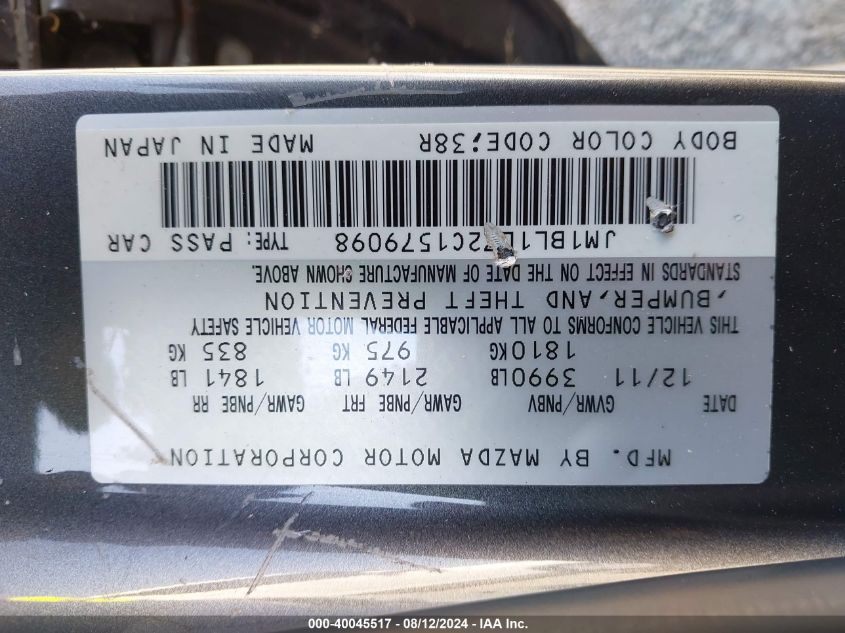 MFD. BY MAZDA MOTOR CORPORATION
DATE GVWR/PNBV GAWR/PNBE FRT GAWR/PNBE RR
12/11 3990LB 2149 LB 1841 LB
1810KG 975 KG 835 KG
THIS VEHICLE CONFORMS TO ALL APPLICABLE FEDERAL MOTOR VEHICLE SAFETY
,BUMPER,AND THEFT PREVENTION
STANDARDS IN EFFECT ON THE DATE OF MANUFACTURE SHOWN ABOVE.
TYPE: PASS CAR
BODY COLOR CODE;38R MADE IN JAPAN
000-40045517 - 08/12/2024 - IAA Inc.